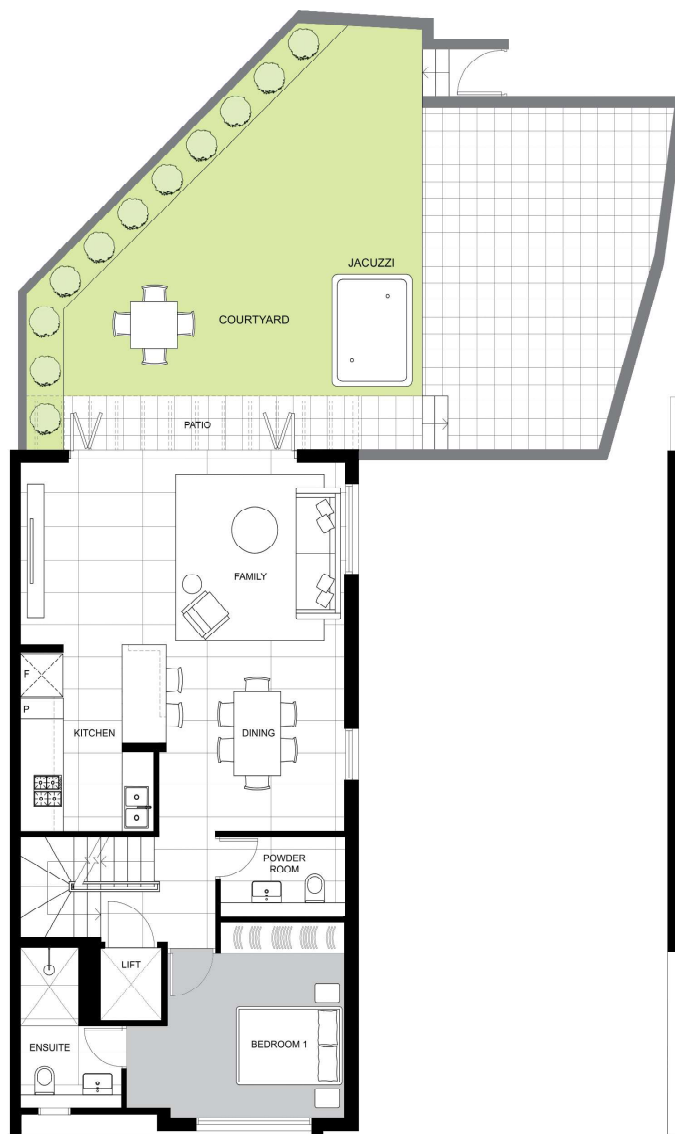 JACUZZI
COURTYARD
PATIO
FAMILY
F
P
KITCHEN
DINING
POWDER
ROOM
LIFT
ENSUITE
BEDROOM 1